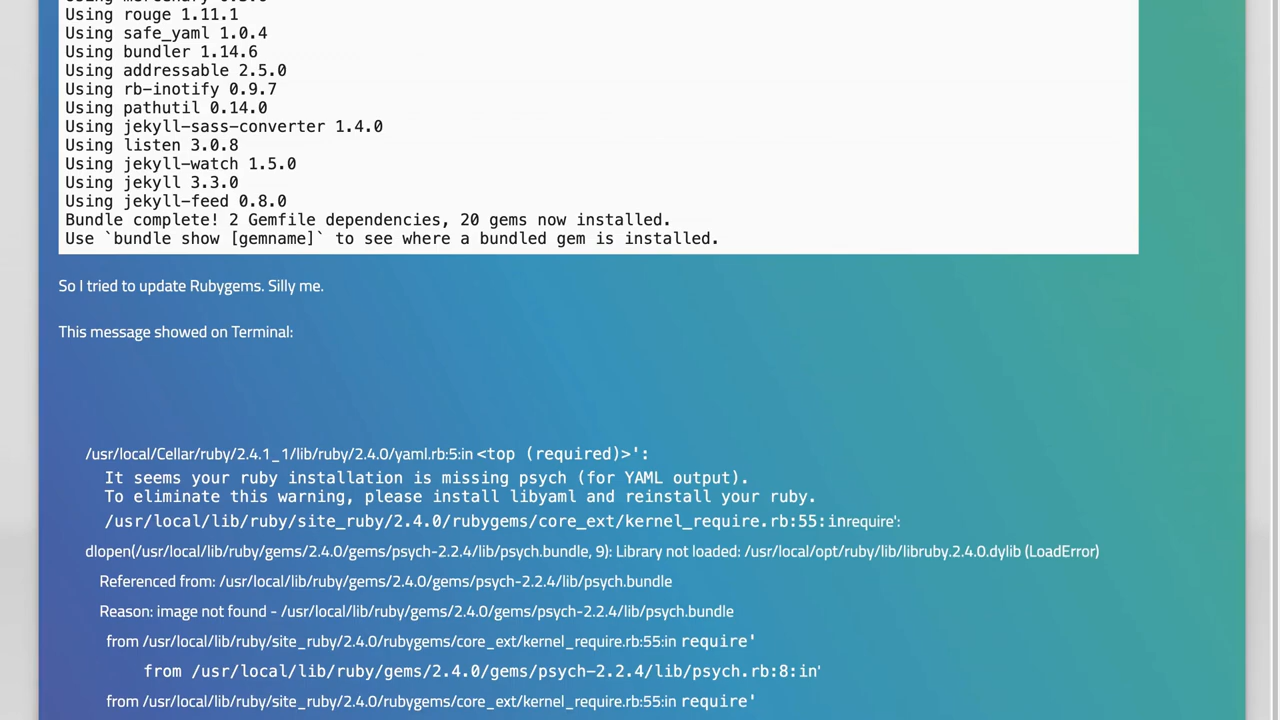 Using rouge 1.11.1
Using safe_yaml 1.0.4
Using bundler 1.14.6
Using addressable 2.5.0
Using rb-inotify 0.9.7
Using pathutil 0.14.0
Using jekyll-sass-converter 1.4.0
Using listen 3.0.8
Using jekyll-watch 1.5.0
Using jekyll 3.3.0
Using jekyll-feed 0.8.0
Bundle complete! 2 Gemfile dependencies, 20 gems now installed.
Use `bundle show [gemname]` to see where a bundled gem is installed.
So I tried to update Rubygems. Silly me.
This message showed on Terminal:
/usr/local/Cellar/ruby/2.4.1_1/lib/ruby/2.4.0/yaml.rb:5:in <top (required)>':
It seems your ruby installation is missing psych (for YAML output).
To eliminate this warning, please install libyaml and reinstall your ruby.
/usr/local/lib/ruby/site_ruby/2.4.0/rubygems/core_ext/kernel_require.rb:55:inrequire':
dlopen(/usr/local/lib/ruby/gems/2.4.0/gems/psych-2.2.4/lib/psych.bundle, 9): Library not loaded: /usr/local/opt/ruby/lib/libruby.2.4.0.dylib (LoadError)
Referenced from: /usr/local/lib/ruby/gems/2.4.0/gems/psych-2.2.4/lib/psych.bundle
Reason: image not found - /usr/local/lib/ruby/gems/2.4.0/gems/psych-2.2.4/lib/psych.bundle
from /usr/local/lib/ruby/site_ruby/2.4.0/rubygems/core_ext/kernel_require.rb:55:in require'
from /usr/local/lib/ruby/gems/2.4.0/gems/psych-2.2.4/lib/psych.rb:8:in'
from /usr/local/lib/ruby/site_ruby/2.4.0/rubygems/core_ext/kernel_require.rb:55:in require'